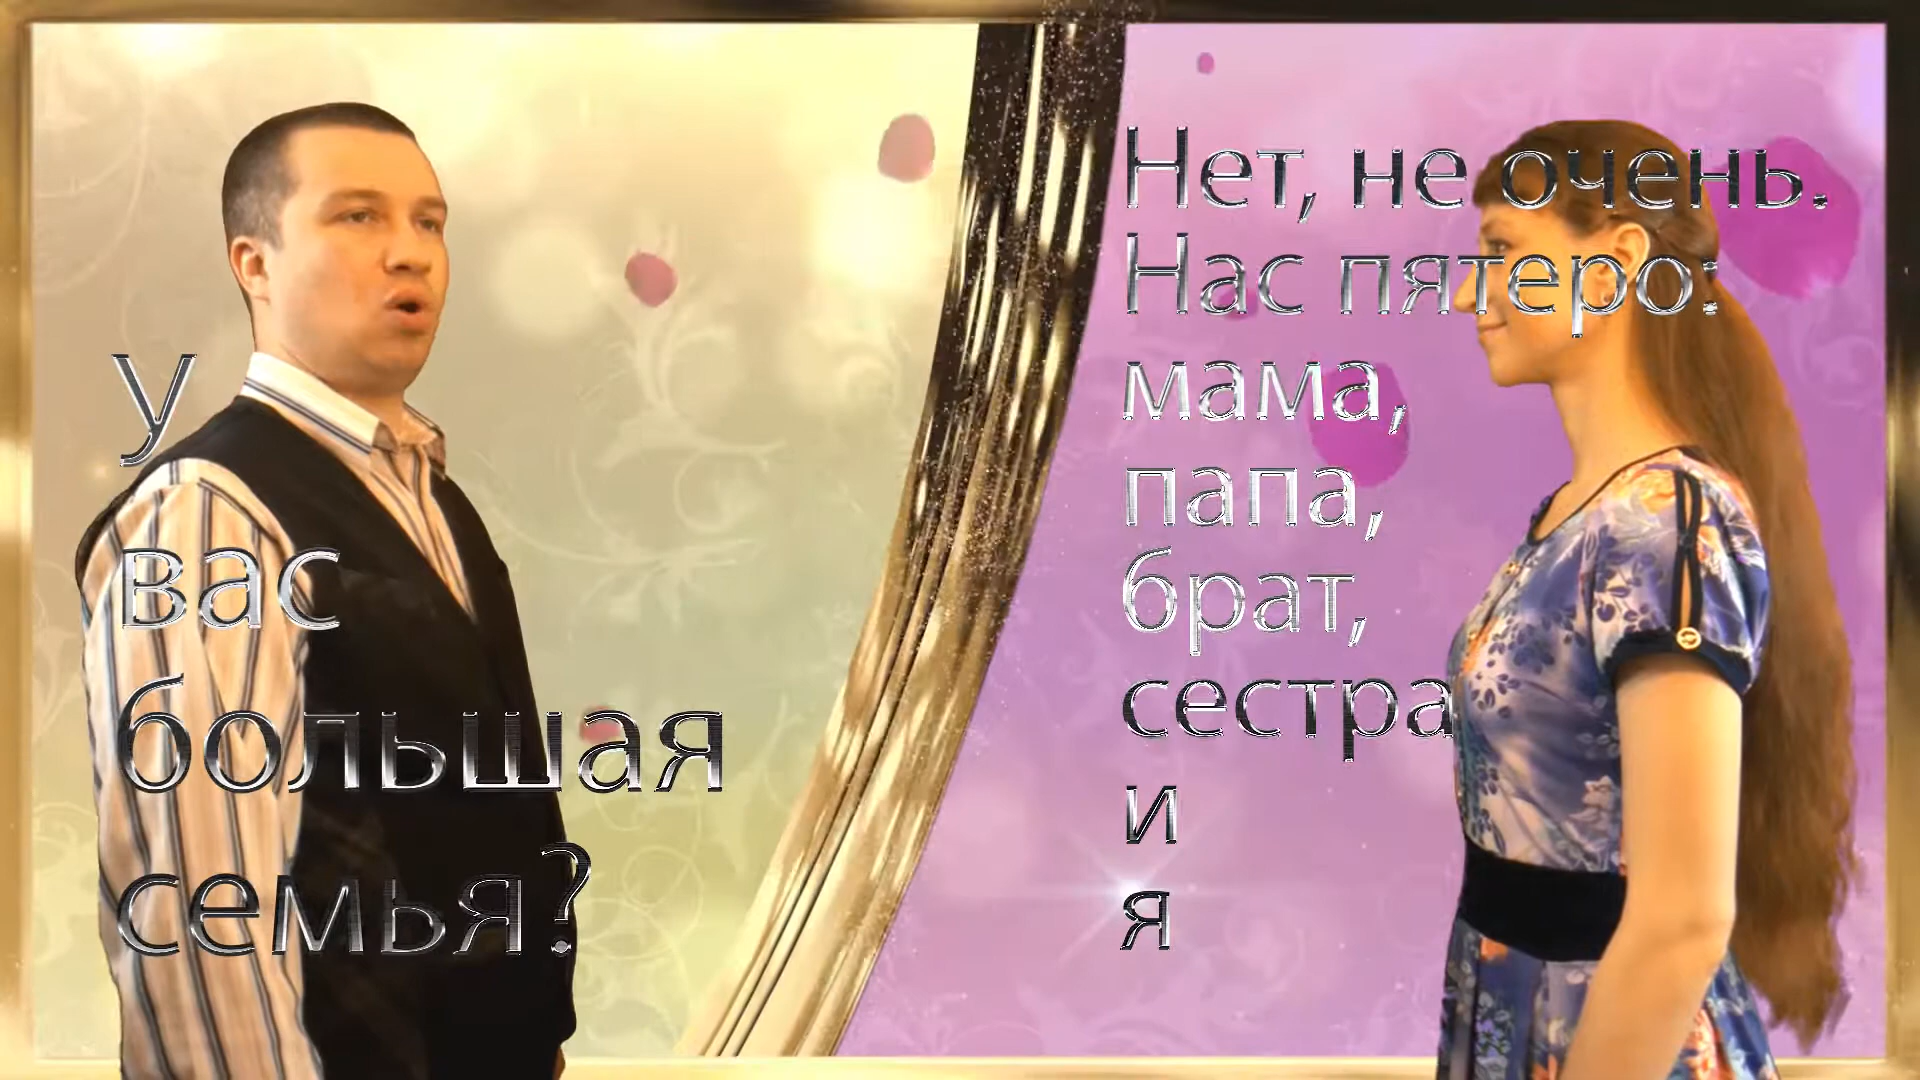 у
вас
большая
семья?
Нет, не очень.
Нас пятеро:
мама,
папа,
брат,
сестра
и
я